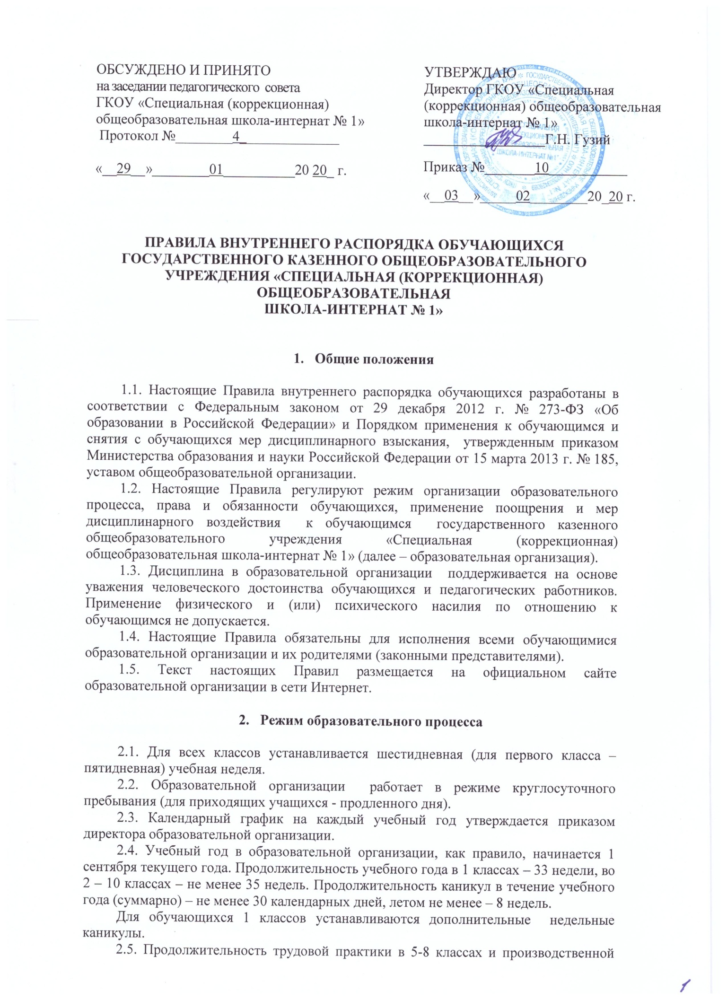 ОБСУЖДЕНО И ПРИНЯТО
на заседании педагогического совета
ГКОУ «Специальная (коррекционная)
общеобразовательная школа-интернат № 1»
Протокол №________4_____________
«__29__»________01__________20 20_ г.
УТВЕРЖДАЮ
Директор ГКОУ «Специальная
(коррекционная) общеобразовательная
школа-интернат № 1»
_________________ Г.Н. Гузий
Приказ №_______10___________
«__03__»_____02________20_20 г.
ПРАВИЛА ВНУТРЕННЕГО РАСПОРЯДКА ОБУЧАЮЩИХСЯ
ГОСУДАРСТВЕННОГО КАЗЕННОГО ОБЩЕОБРАЗОВАТЕЛЬНОГО
УЧРЕЖДЕНИЯ «СПЕЦИАЛЬНАЯ (КОРРЕКЦИОННАЯ)
ОБЩЕОБРАЗОВАТЕЛЬНАЯ
ШКОЛА-ИНТЕРНАТ № 1»
1. Общие положения
1.1. Настоящие Правила внутреннего распорядка обучающихся разработаны в
соответствии с Федеральным законом от 29 декабря 2012 г. № 273-ФЗ «Об
образовании в Российской Федерации» и Порядком применения к обучающимся и
снятия с обучающихся мер дисциплинарного взыскания, утвержденным приказом
Министерства образования и науки Российской Федерации от 15 марта 2013 г. № 185,
уставом общеобразовательной организации.
1.2. Настоящие Правила регулируют режим организации образовательного
процесса, права и обязанности обучающихся, применение поощрения и мер
дисциплинарного воздействия к обучающимся государственного казенного
общеобразовательного учреждения «Специальная (коррекционная)
общеобразовательная школа-интернат № 1» (далее – образовательная организация).
1.3. Дисциплина в образовательной организации поддерживается на основе
уважения человеческого достоинства обучающихся и педагогических работников.
Применение физического и (или) психического насилия по отношению к
обучающимся не допускается.
1.4. Настоящие Правила обязательны для исполнения всеми обучающимися
образовательной организации и их родителями (законными представителями).
1.5. Текст настоящих Правил размещается на официальном сайте
образовательной организации в сети Интернет.
2. Режим образовательного процесса
2.1. Для всех классов устанавливается шестидневная (для первого класса –
пятидневная) учебная неделя.
2.2. Образовательной организации работает в режиме круглосуточного
пребывания (для приходящих учащихся - продленного дня).
2.3. Календарный график на каждый учебный год утверждается приказом
директора образовательной организации.
2.4. Учебный год в образовательной организации, как правило, начинается 1
сентября текущего года. Продолжительность учебного года в 1 классах – 33 недели, во
2 – 10 классах – не менее 35 недель. Продолжительность каникул в течение учебного
года (суммарно) – не менее 30 календарных дней, летом не менее – 8 недель.
Для обучающихся 1 классов устанавливаются дополнительные недельные
каникулы.
2.5. Продолжительность трудовой практики в 5-8 классах и производственной
1